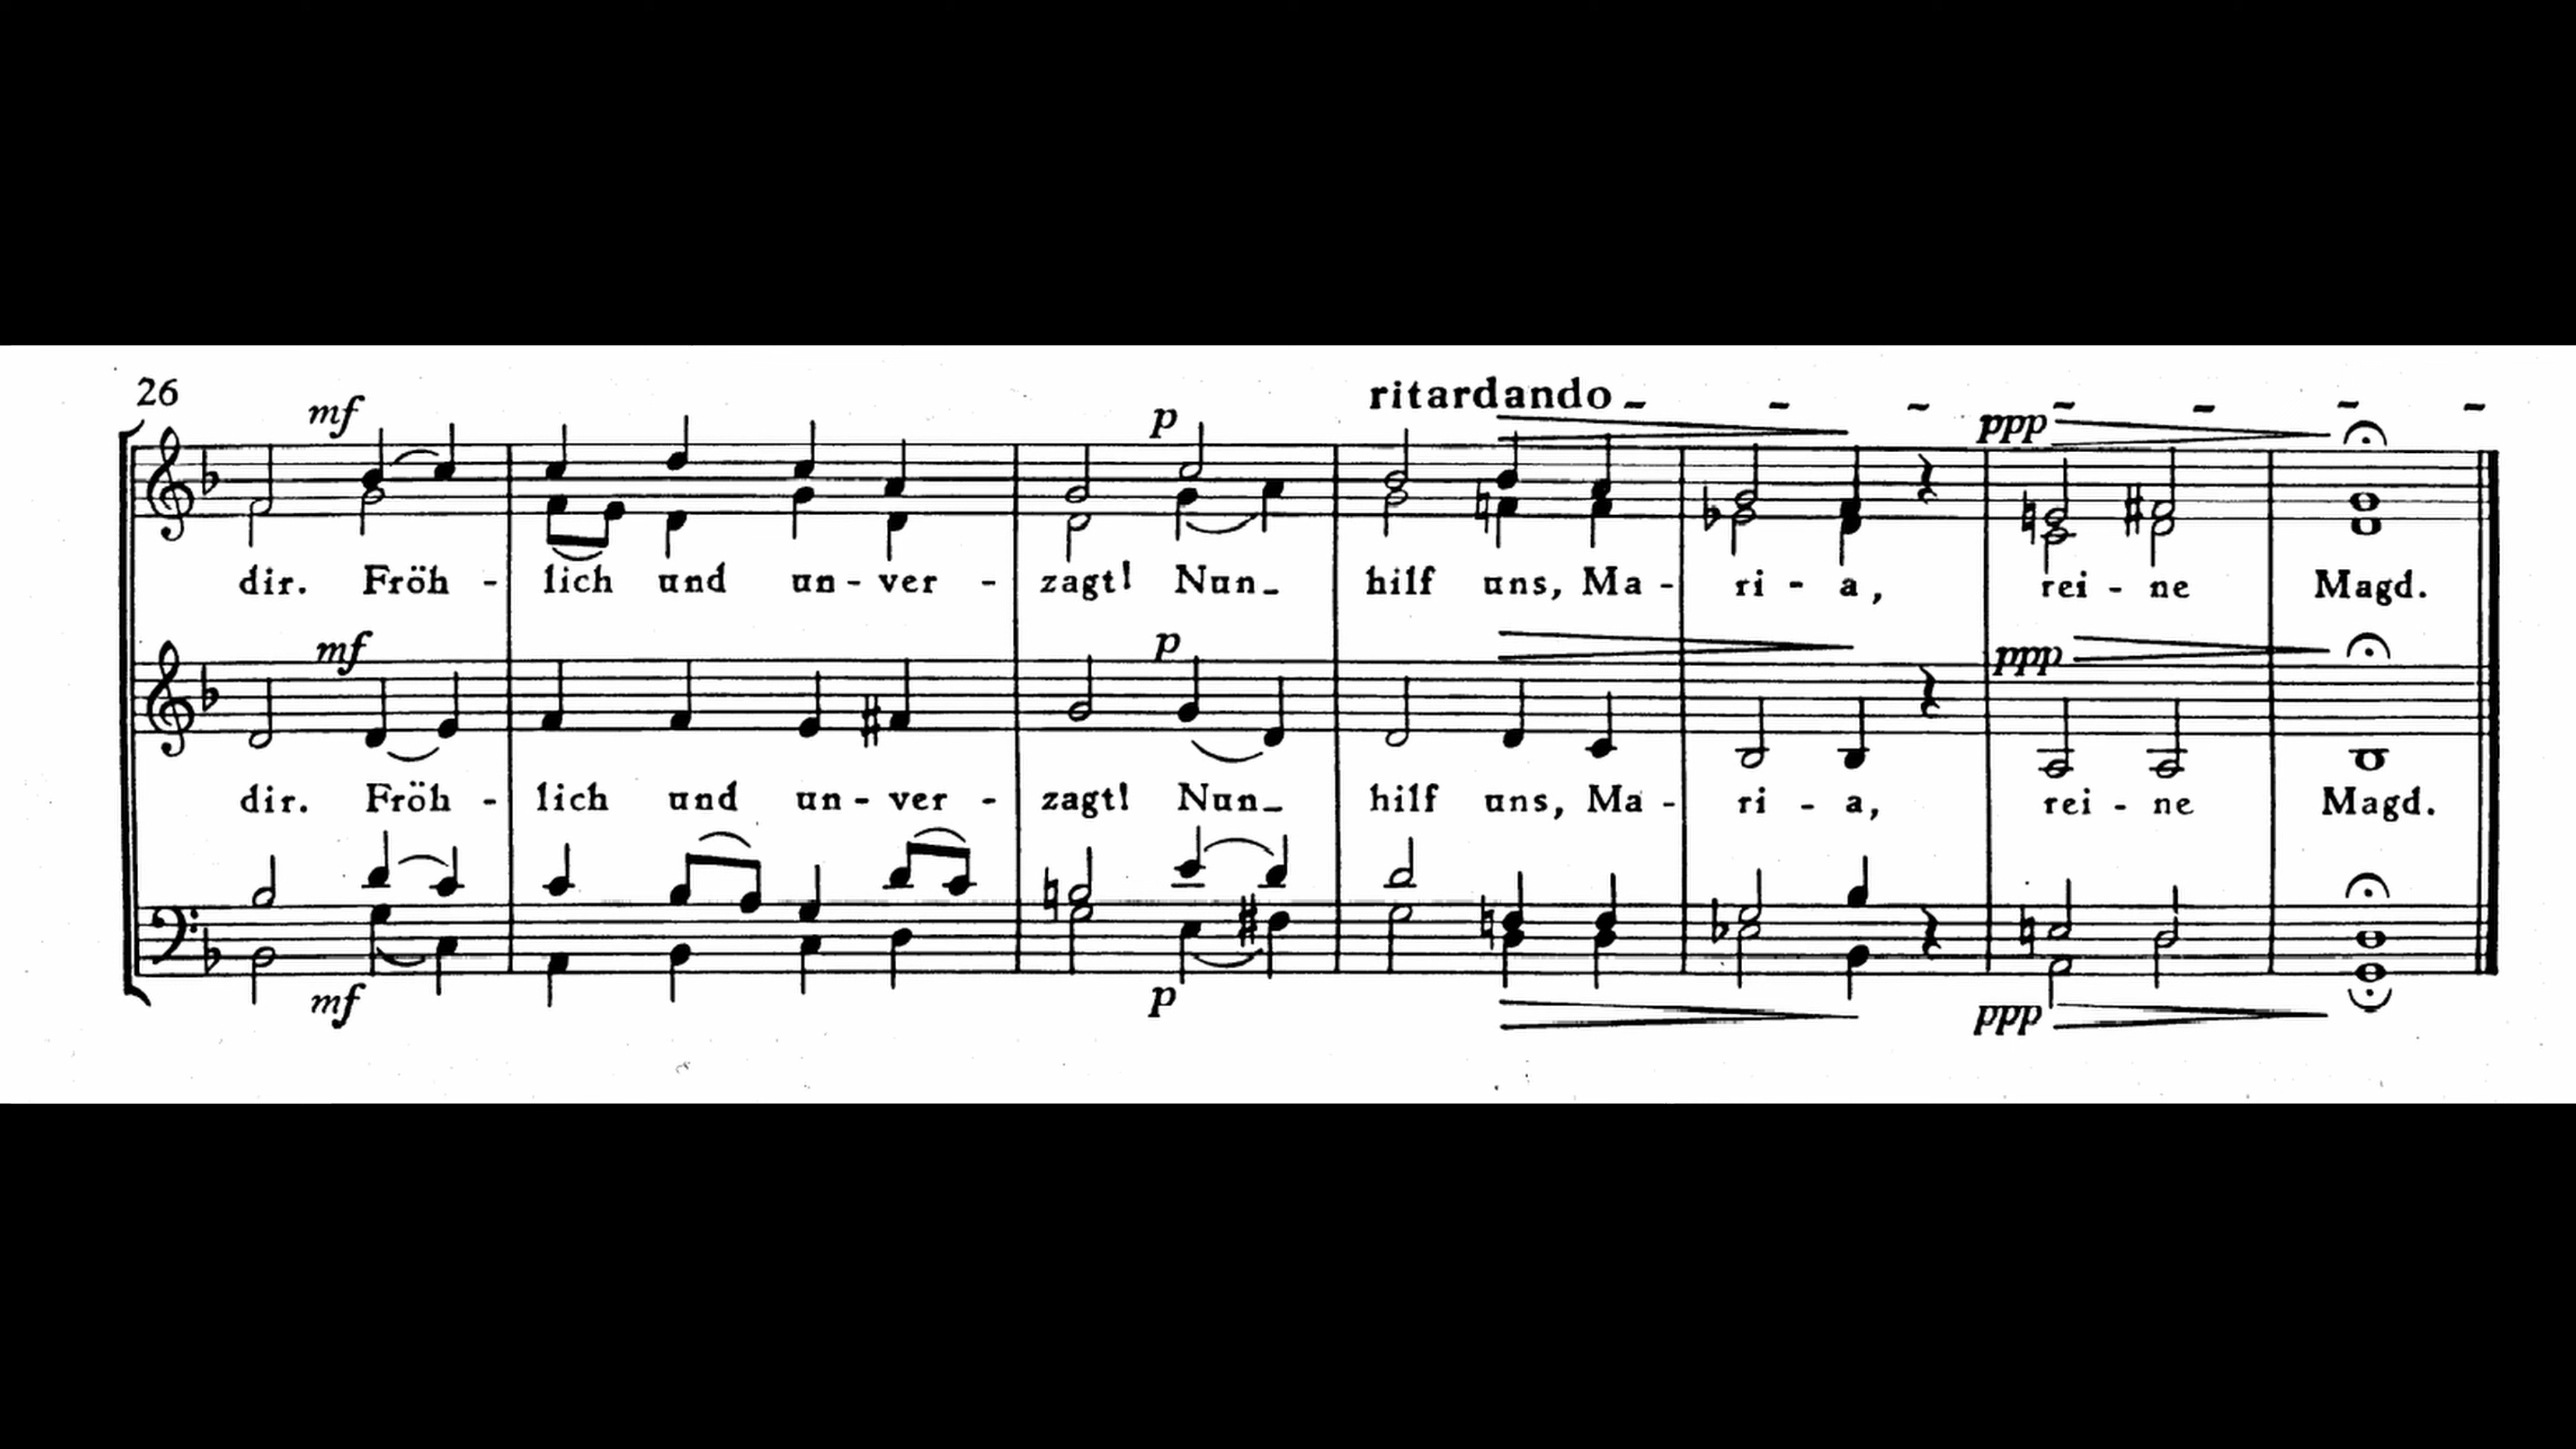 26
mf p ritardando - - - ppp - - - -
dir. Fröh - lich und un - ver - zagt! Nun_ hilf uns, Ma - ri - a, rei - ne Magd.
mf p ppp
dir. Fröh - lich und un - ver - zagt! Nun_ hilf uns, Ma - ri - a, rei - ne Magd.
mf p ppp